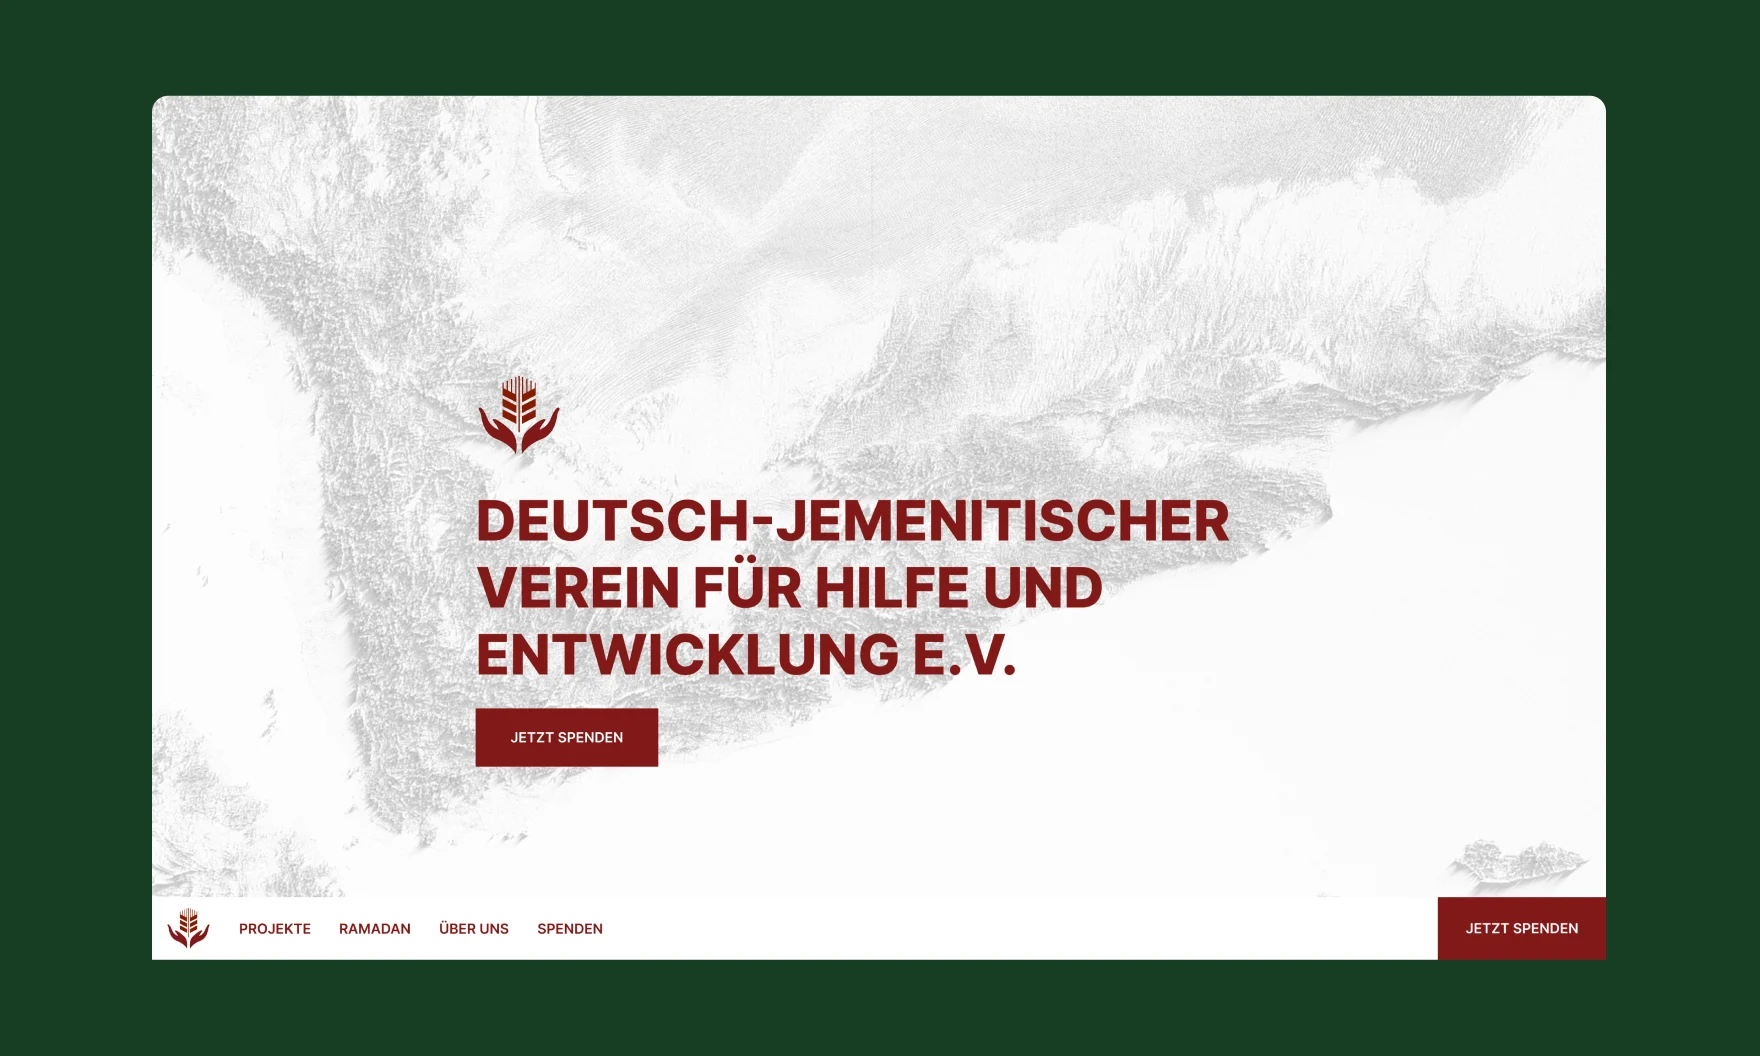 DEUTSCH-JEMENITISCHER
VEREIN FÜR HILFE UND
ENTWICKLUNG E.V.
JETZT SPENDEN
PROJEKTE RAMADAN ÜBER UNS SPENDEN JETZT SPENDEN